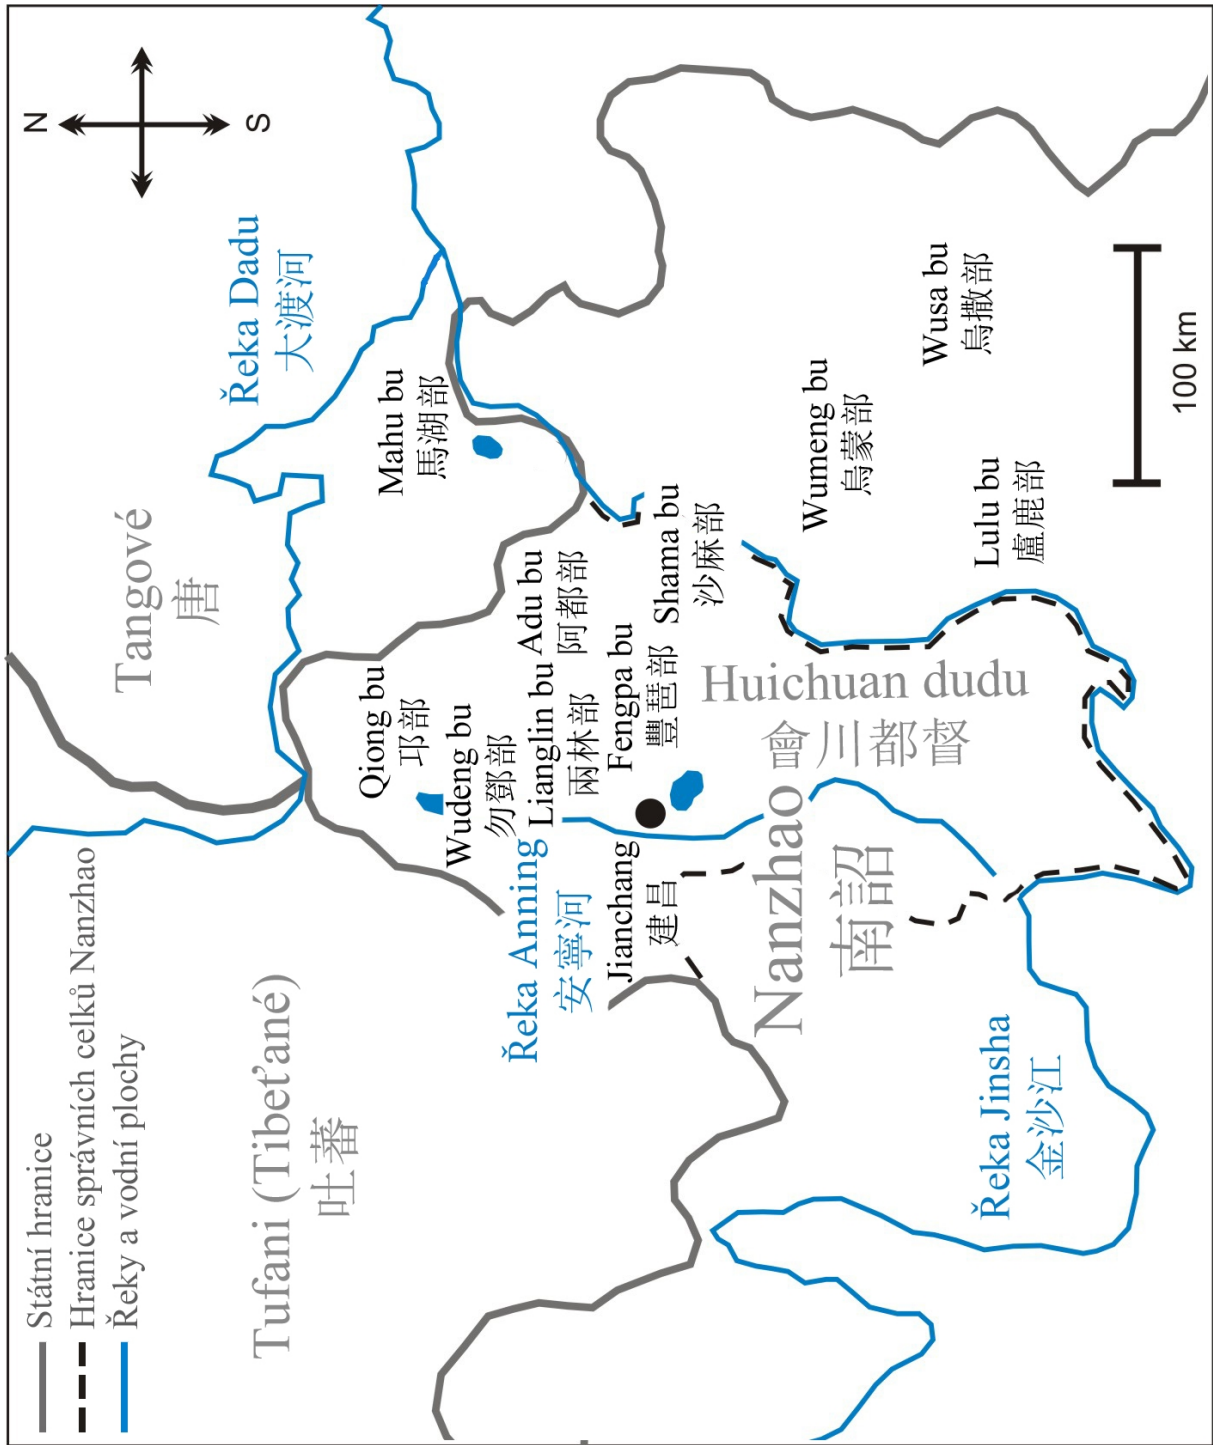 Státní hranice
Hranice správních celků Nanzhao
Řeky a vodní plochy
N
S
Tufani (Tibeťané)
吐蕃
Tangové
唐
Řeka Dadu
大渡河
Mahu bu
馬湖部
Qiong bu
邛部
Wudeng bu
勿鄧部
Lianglin bu
兩林部
Adu bu
阿都部
Fengpa bu
豐琶部
Shama bu
沙麻部
Řeka Anning
安寧河
Jianchang
建昌
Huichuan dudu
會川都督
Nanzhao
南詔
Wumeng bu
烏蒙部
Wusa bu
烏撒部
Lulu bu
盧鹿部
Řeka Jinsha
金沙江
100 km